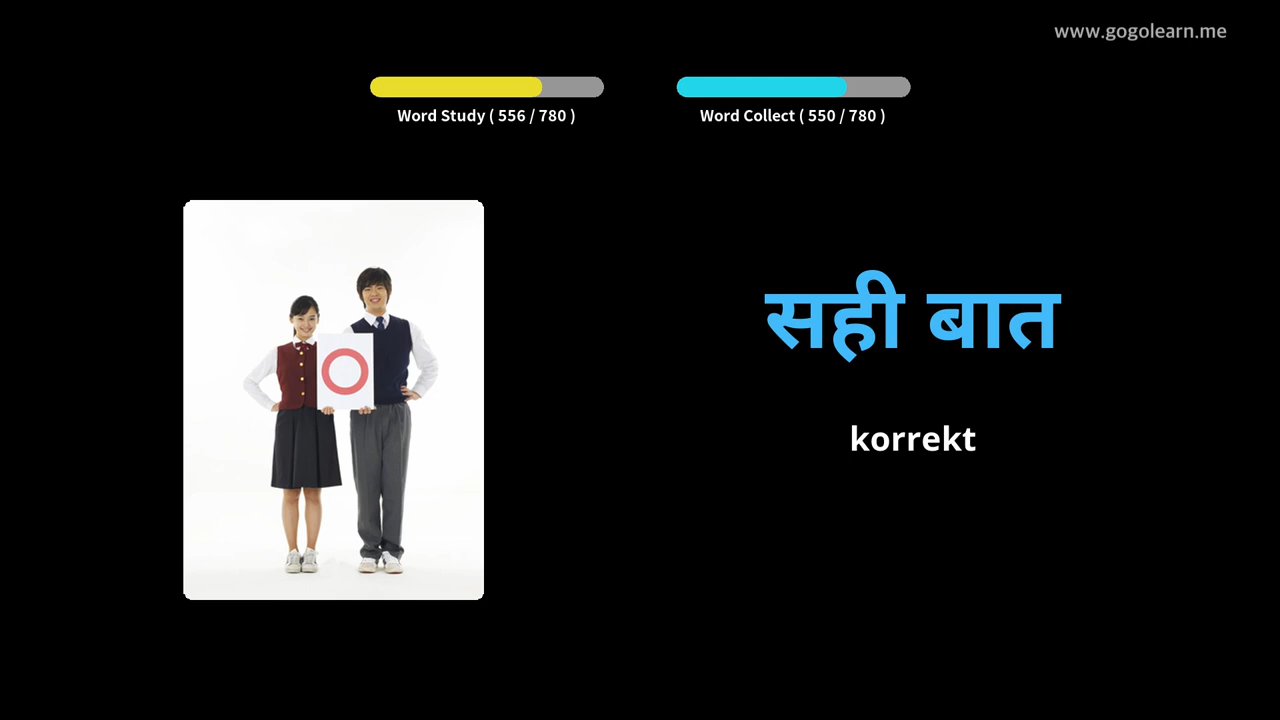 www.gogolearn.me
Word Study ( 556 / 780 )
Word Collect ( 550 / 780 )
सही बात
korrekt